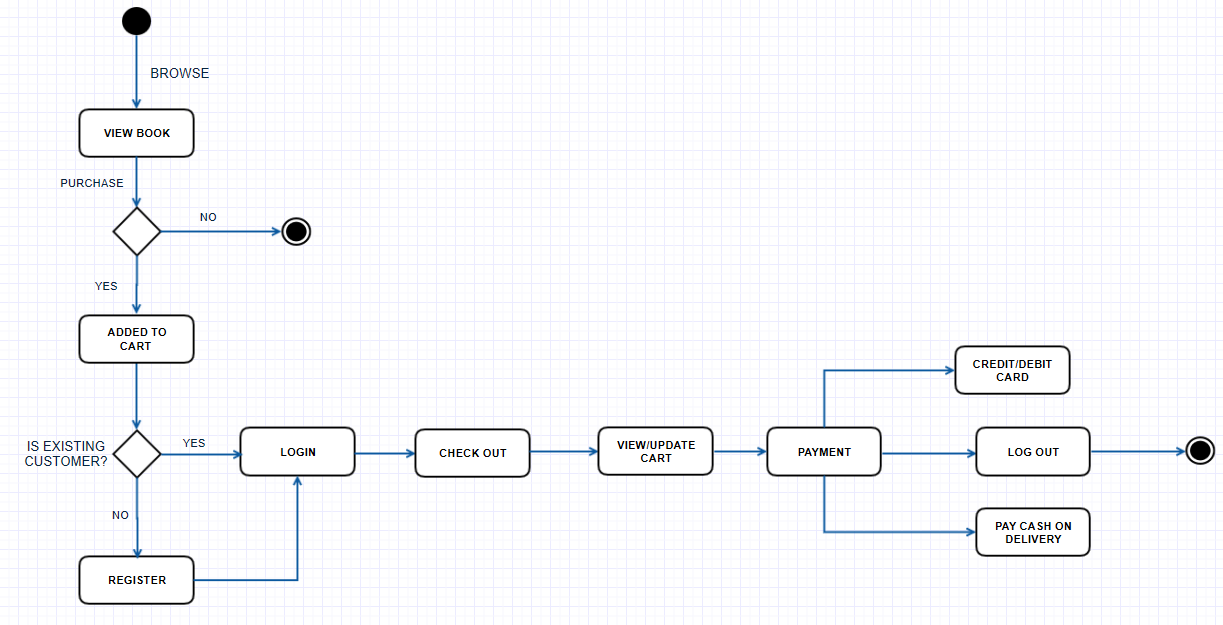 BROWSE
VIEW BOOK
PURCHASE
NO
YES
ADDED TO
CART
IS EXISTING
CUSTOMER?
YES
NO
REGISTER
LOGIN
CHECK OUT
VIEW/UPDATE
CART
PAYMENT
CREDIT/DEBIT
CARD
LOG OUT
PAY CASH ON
DELIVERY